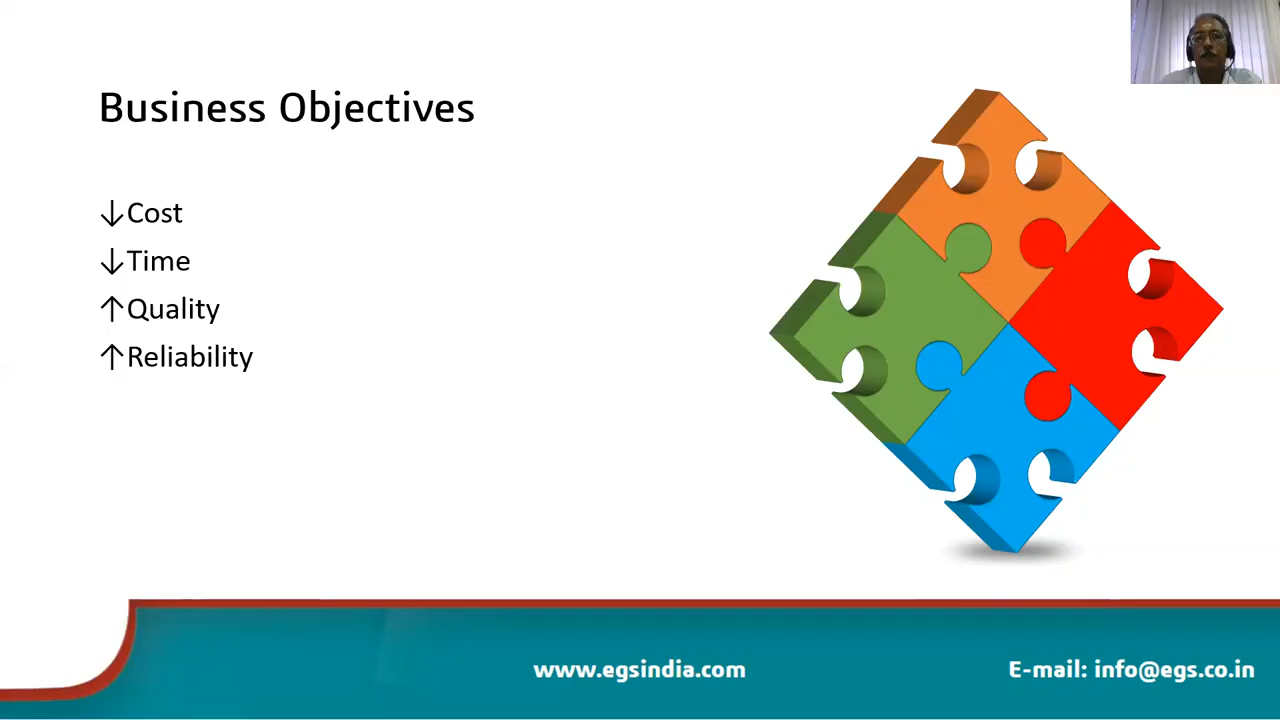 Business Objectives
↓Cost
↓Time
↑Quality
↑Reliability
www.egsindia.com
E-mail: info@egs.co.in